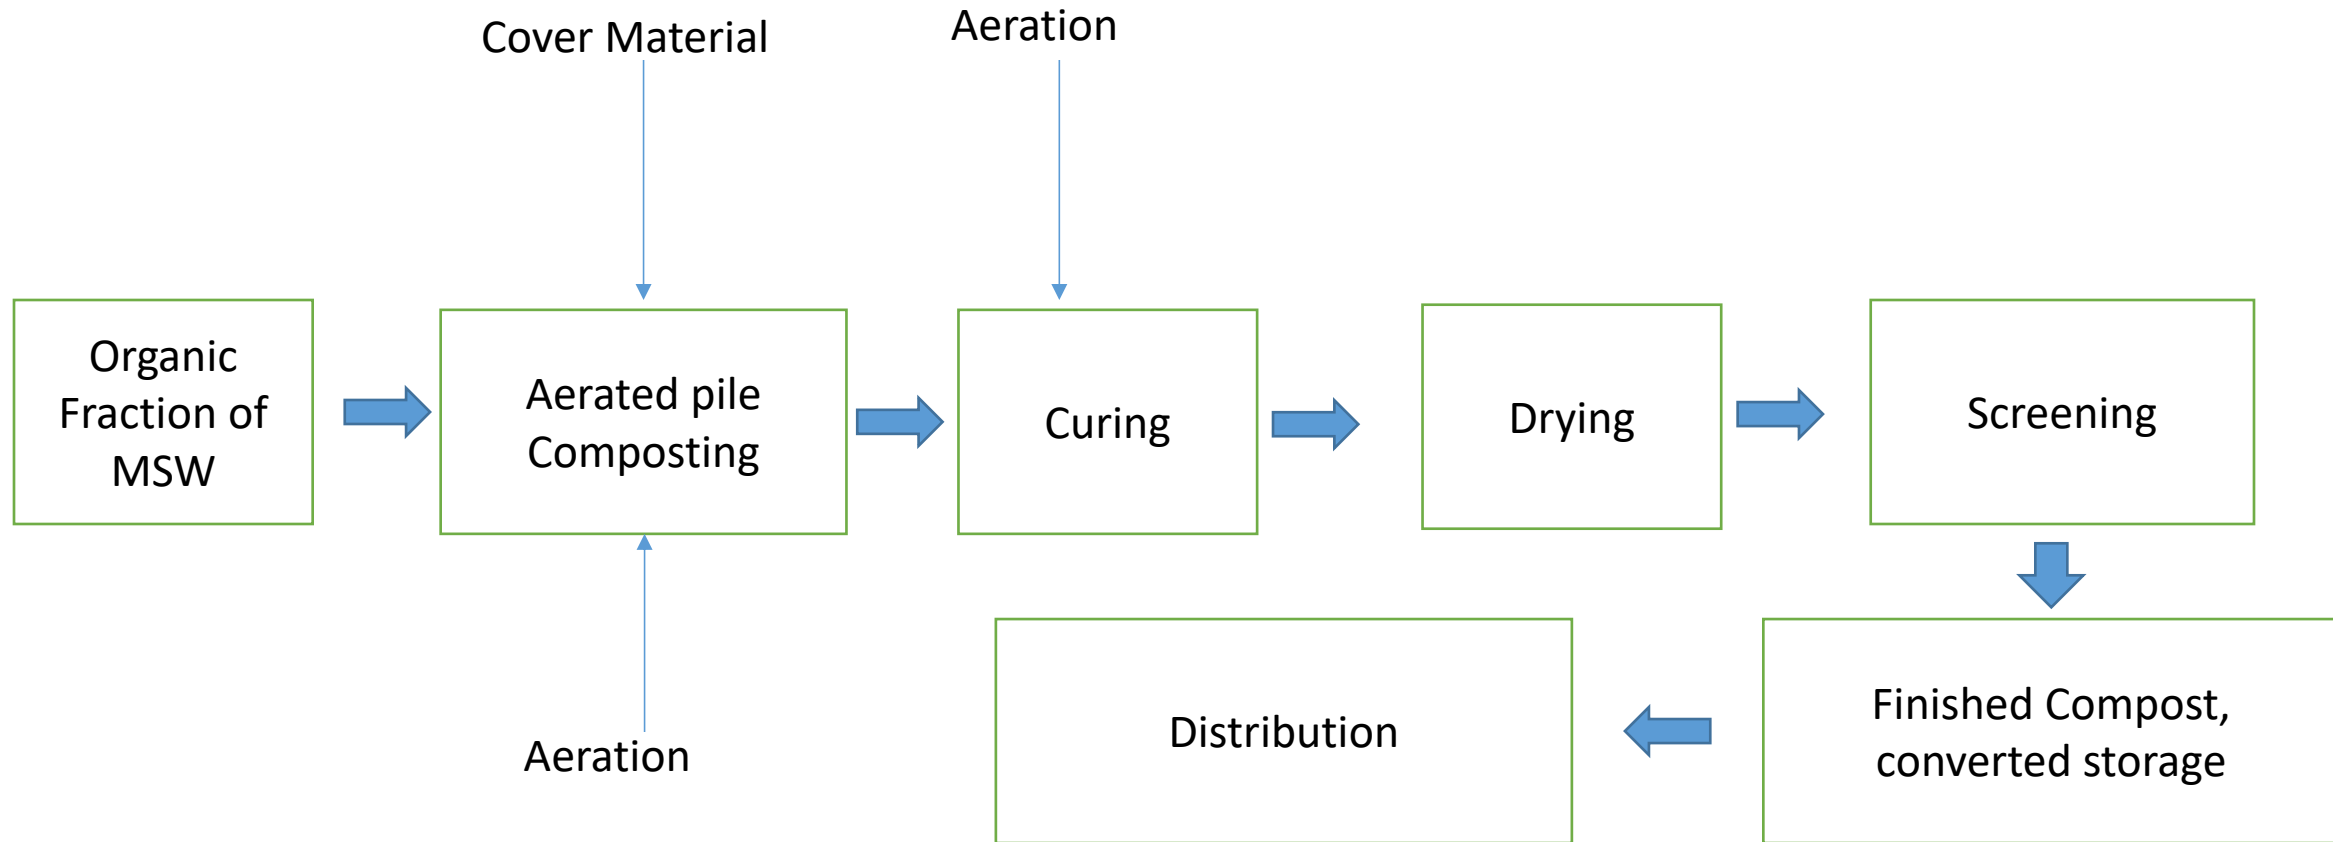 Cover Material
Aeration
Organic
Fraction of
MSW
Aerated pile
Composting
Curing
Drying
Screening
Aeration
Distribution
Finished Compost,
converted storage